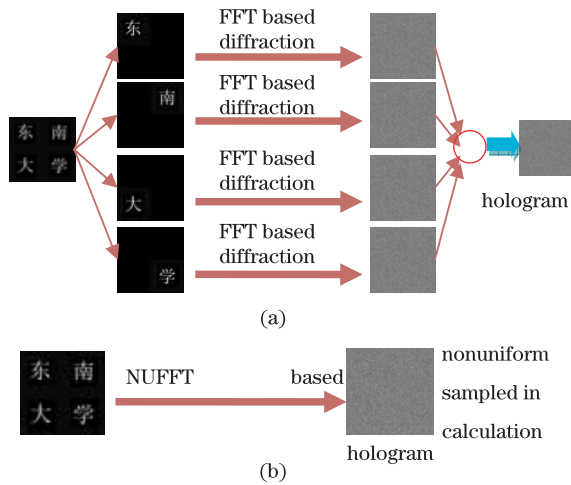 东
FFT based
diffraction
南
FFT based
diffraction
东 南
大 学
hologram
大
FFT based
diffraction
学
FFT based
diffraction
(a)
东 南
大 学
NUFFT based
hologram
nonuniform
sampled in
calculation
(b)